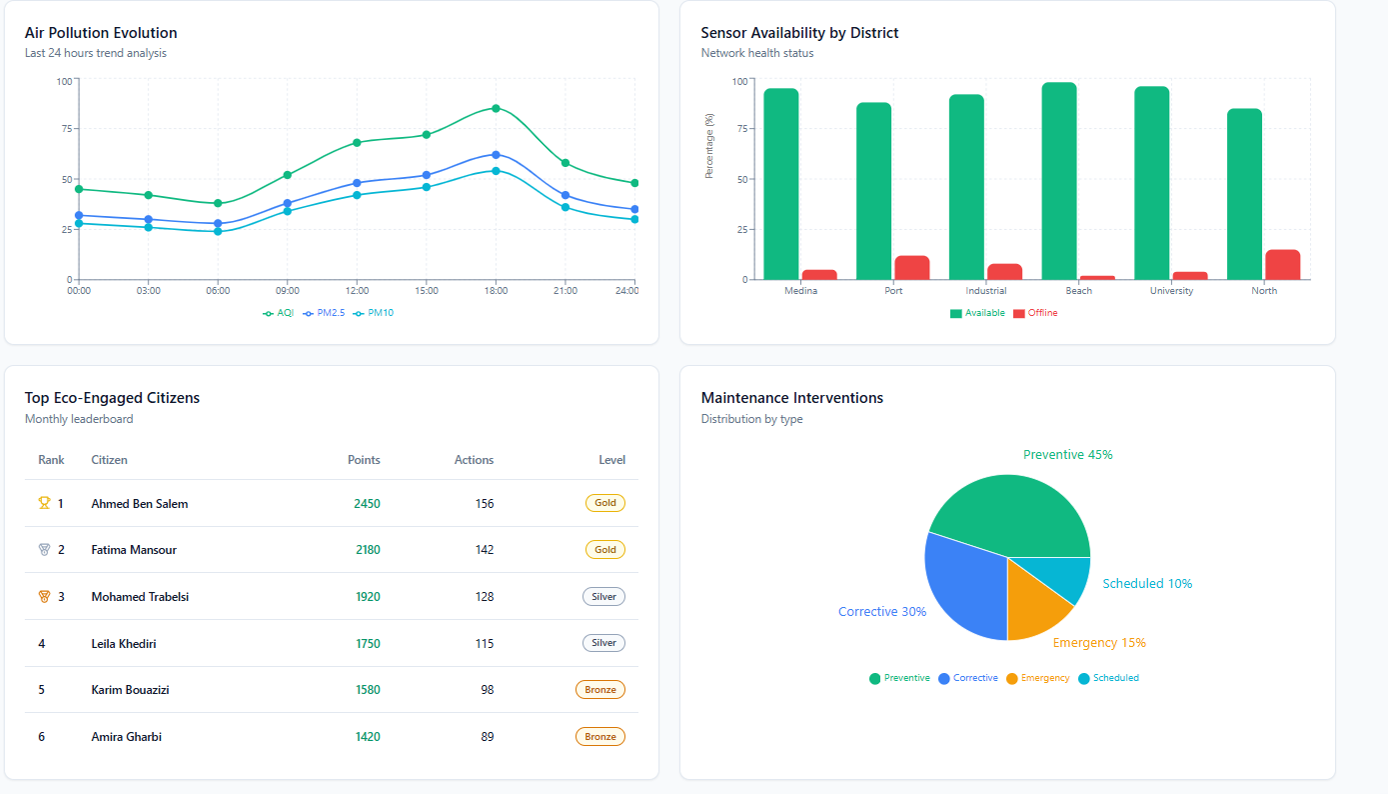 Air Pollution Evolution
Last 24 hours trend analysis
100
75
50
25
0
00:00 03:00 06:00 09:00 12:00 15:00 18:00 21:00 24:00
AQI PM2.5 PM10
Sensor Availability by District
Network health status
Percentage (%)
100
75
50
25
0
Medina Port Industrial Beach University North
Available Offline
Top Eco-Engaged Citizens
Monthly leaderboard
Rank Citizen Points Actions Level
1 Ahmed Ben Salem 2450 156 Gold
2 Fatima Mansour 2180 142 Gold
3 Mohamed Trabelsi 1920 128 Silver
4 Leila Khediri 1750 115 Silver
5 Karim Bouazizi 1580 98 Bronze
6 Amira Gharbi 1420 89 Bronze
Maintenance Interventions
Distribution by type
Preventive 45%
Scheduled 10%
Corrective 30%
Emergency 15%
Preventive Corrective Emergency Scheduled